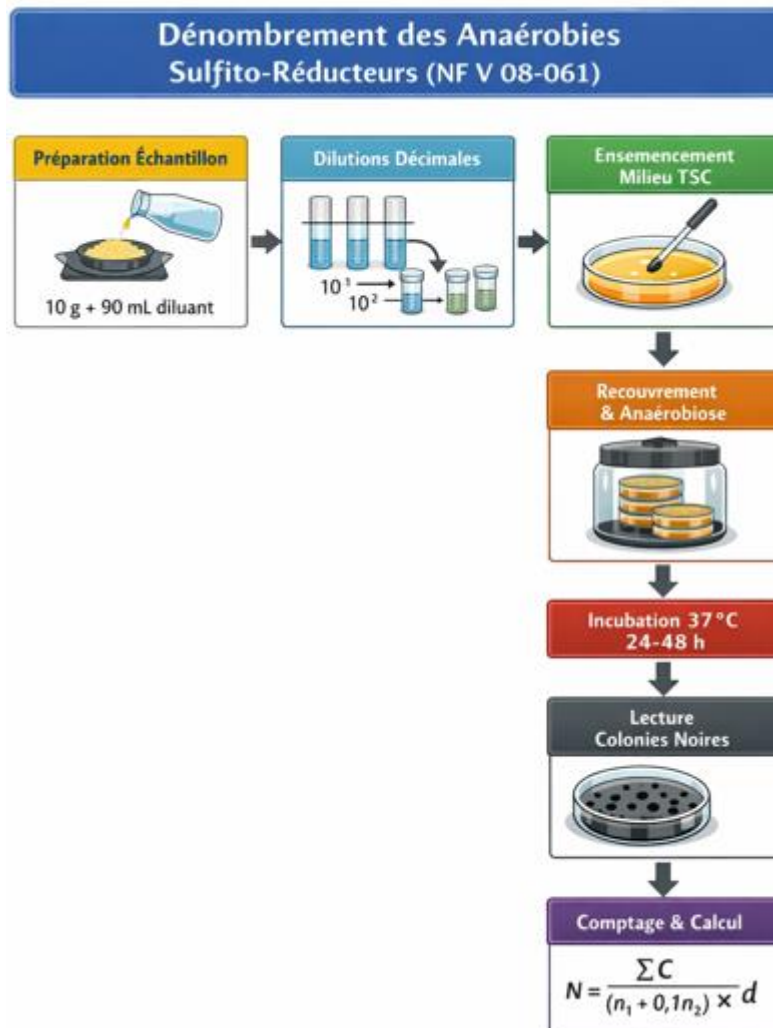 Dénombrement des Anaérobies
Sulfito-Réducteurs (NF V 08-061)
Préparation Échantillon
10 g + 90 mL diluant
Dilutions Décimales
10¹
10²
Ensemencement
Milieu TSC
Recouvrement
& Anaérobiose
Incubation 37 °C
24-48 h
Lecture
Colonies Noires
Comptage & Calcul
N = ΣC / (n₁ + 0,1n₂) × d